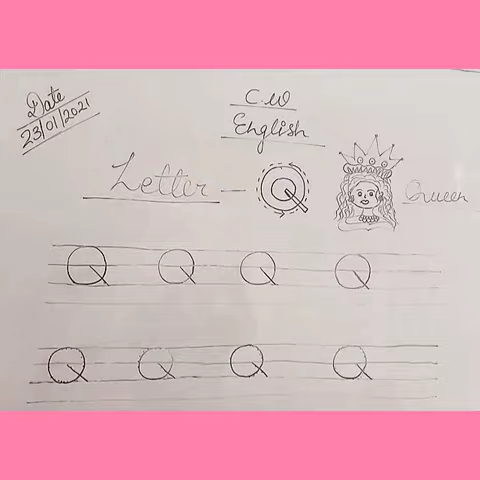 Date
23/01/2021
C.W
English
Letter - Q
Queen
Q Q Q Q
Q Q Q Q